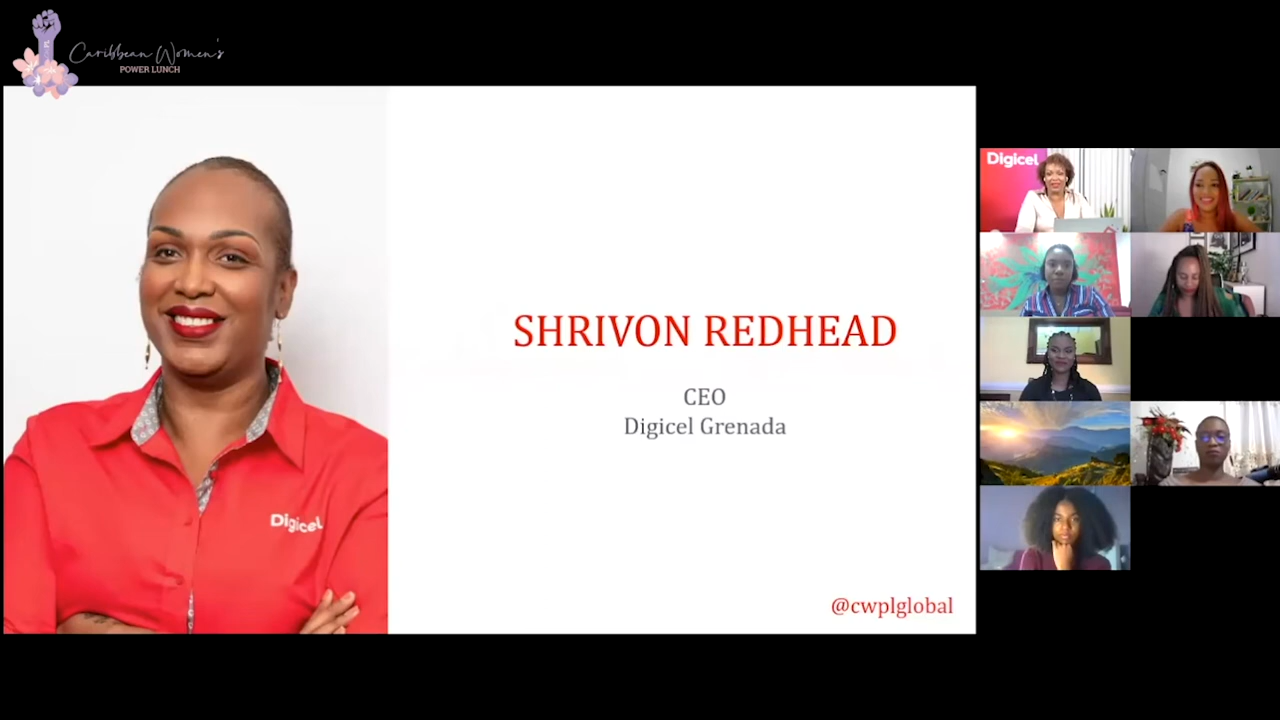 Caribbean Women's
POWER LUNCH
Digicel
SHRIVON REDHEAD
CEO
Digicel Grenada
Digicel
@cwplglobal